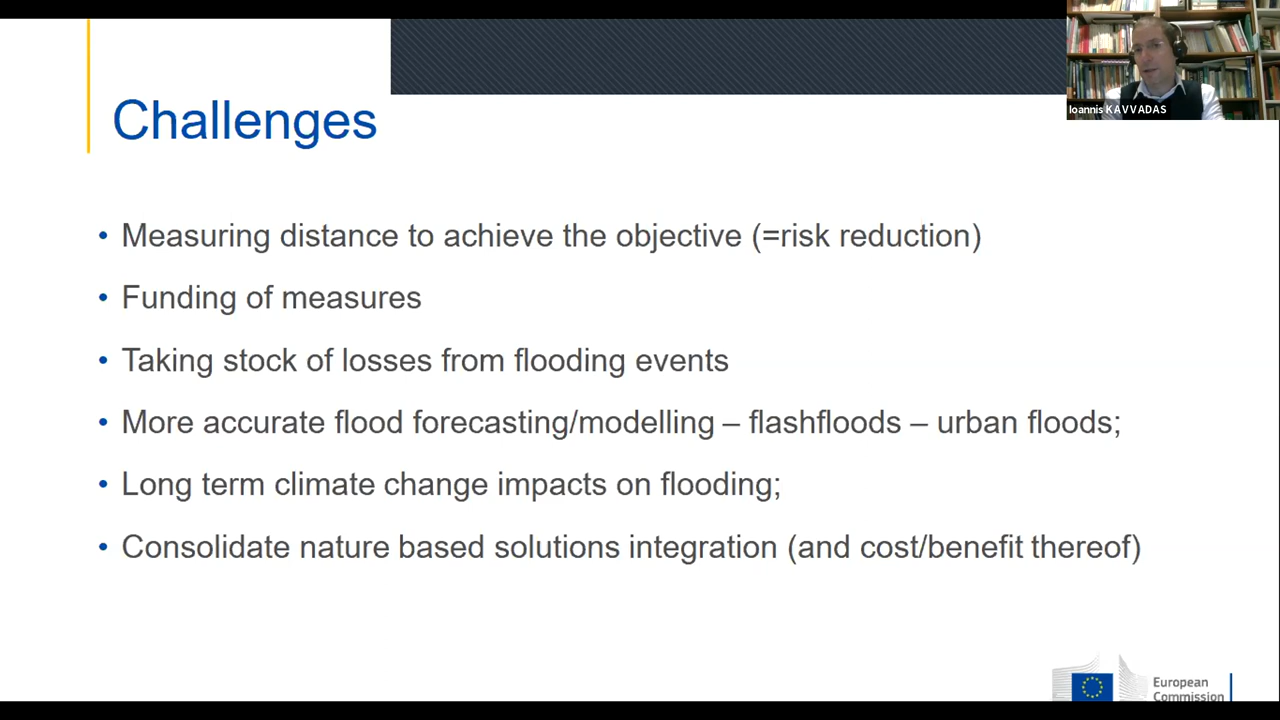 Ioannis KAVVADAS
Challenges
• Measuring distance to achieve the objective (=risk reduction)
• Funding of measures
• Taking stock of losses from flooding events
• More accurate flood forecasting/modelling – flashfloods – urban floods;
• Long term climate change impacts on flooding;
• Consolidate nature based solutions integration (and cost/benefit thereof)
European
Commission